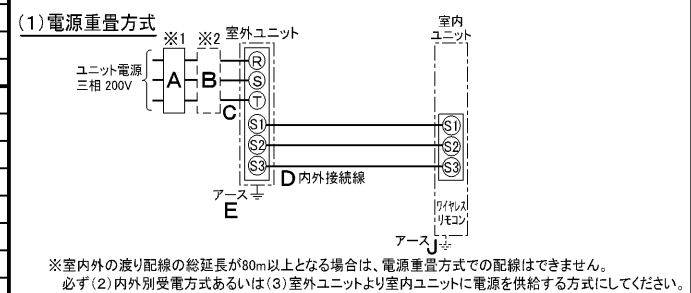 (1)電源重畳方式
※1 ※2 室外ユニット
室内
ユニット
ユニット電源
三相 200V
A
B
C
R
S
T
S1
S2
S3
S1
S2
S3
D 内外接続線
アース
E
ワイヤレス
リモコン
アース J
※室内外の渡り配線の総延長が80m以上となる場合は、電源重畳方式での配線はできません。
必ず(2)内外別受電方式あるいは(3)室外ユニットより室内ユニットに電源を供給する方式にしてください。